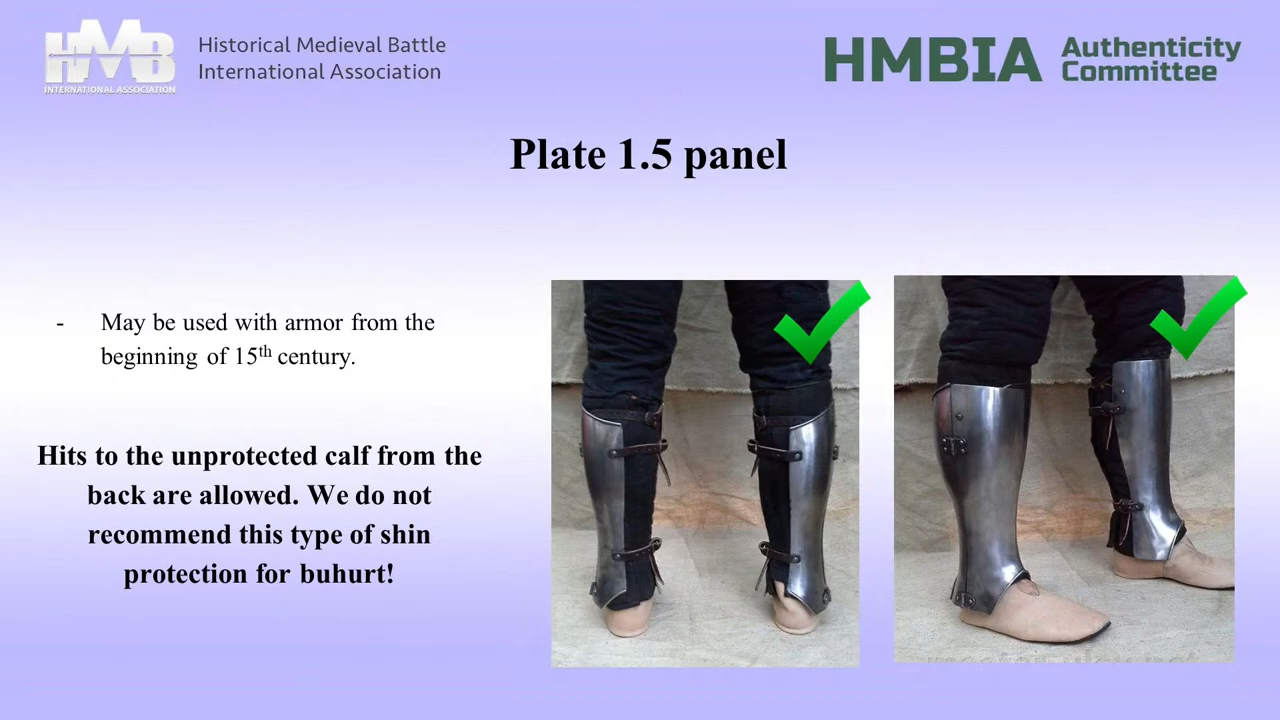 HMB
INTERNATIONAL ASSOCIATION
Historical Medieval Battle
International Association
HMBIA
Authenticity
Committee
Plate 1.5 panel
- May be used with armor from the
beginning of 15th century.
Hits to the unprotected calf from the
back are allowed. We do not
recommend this type of shin
protection for buhurt!